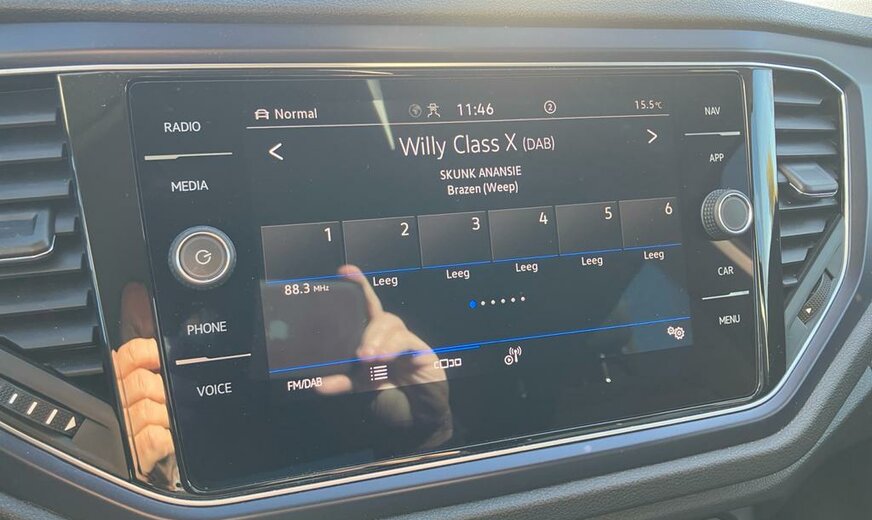 RADIO
MEDIA
PHONE
VOICE
Normal
11:46
2
15.5°C
Willy Class X (DAB)
SKUNK ANANSIE
Brazen (Weep)
1
2
3
4
5
6
88.3 MHz
Leeg
Leeg
Leeg
Leeg
Leeg
FM/DAB
NAV
APP
CAR
MENU